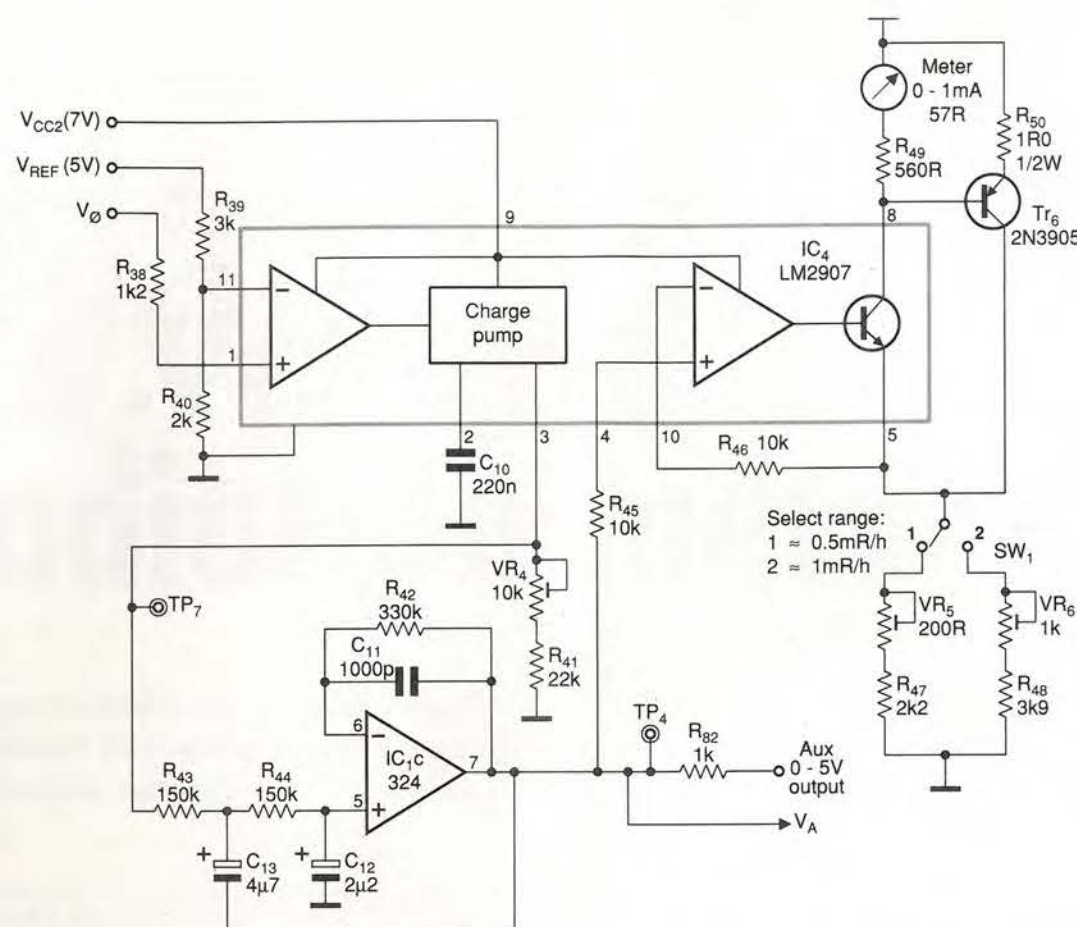 Meter
0 - 1mA
57R
R50
1R0
1/2W
R49
560R
VCC2(7V)
VREF (5V)
VØ
R39
3k
R38
1k2
9
8
Tr6
2N3905
IC4
LM2907
11
−
+
1
Charge
pump
−
+
R40
2k
2
3
4
10
5
C10
220n
R46 10k
R45
10k
Select range:
1 ≈ 0.5mR/h
2 ≈ 1mR/h
1
2
SW1
VR4
10k
VR5
200R
VR6
1k
TP7
R42
330k
C11
1000p
R41
22k
R47
2k2
R48
3k9
6
−
IC1c
324
7
5
+
TP4
R82
1k
Aux
0 - 5V
output
VA
R43
150k
R44
150k
+
C13
4µ7
+
C12
2µ2